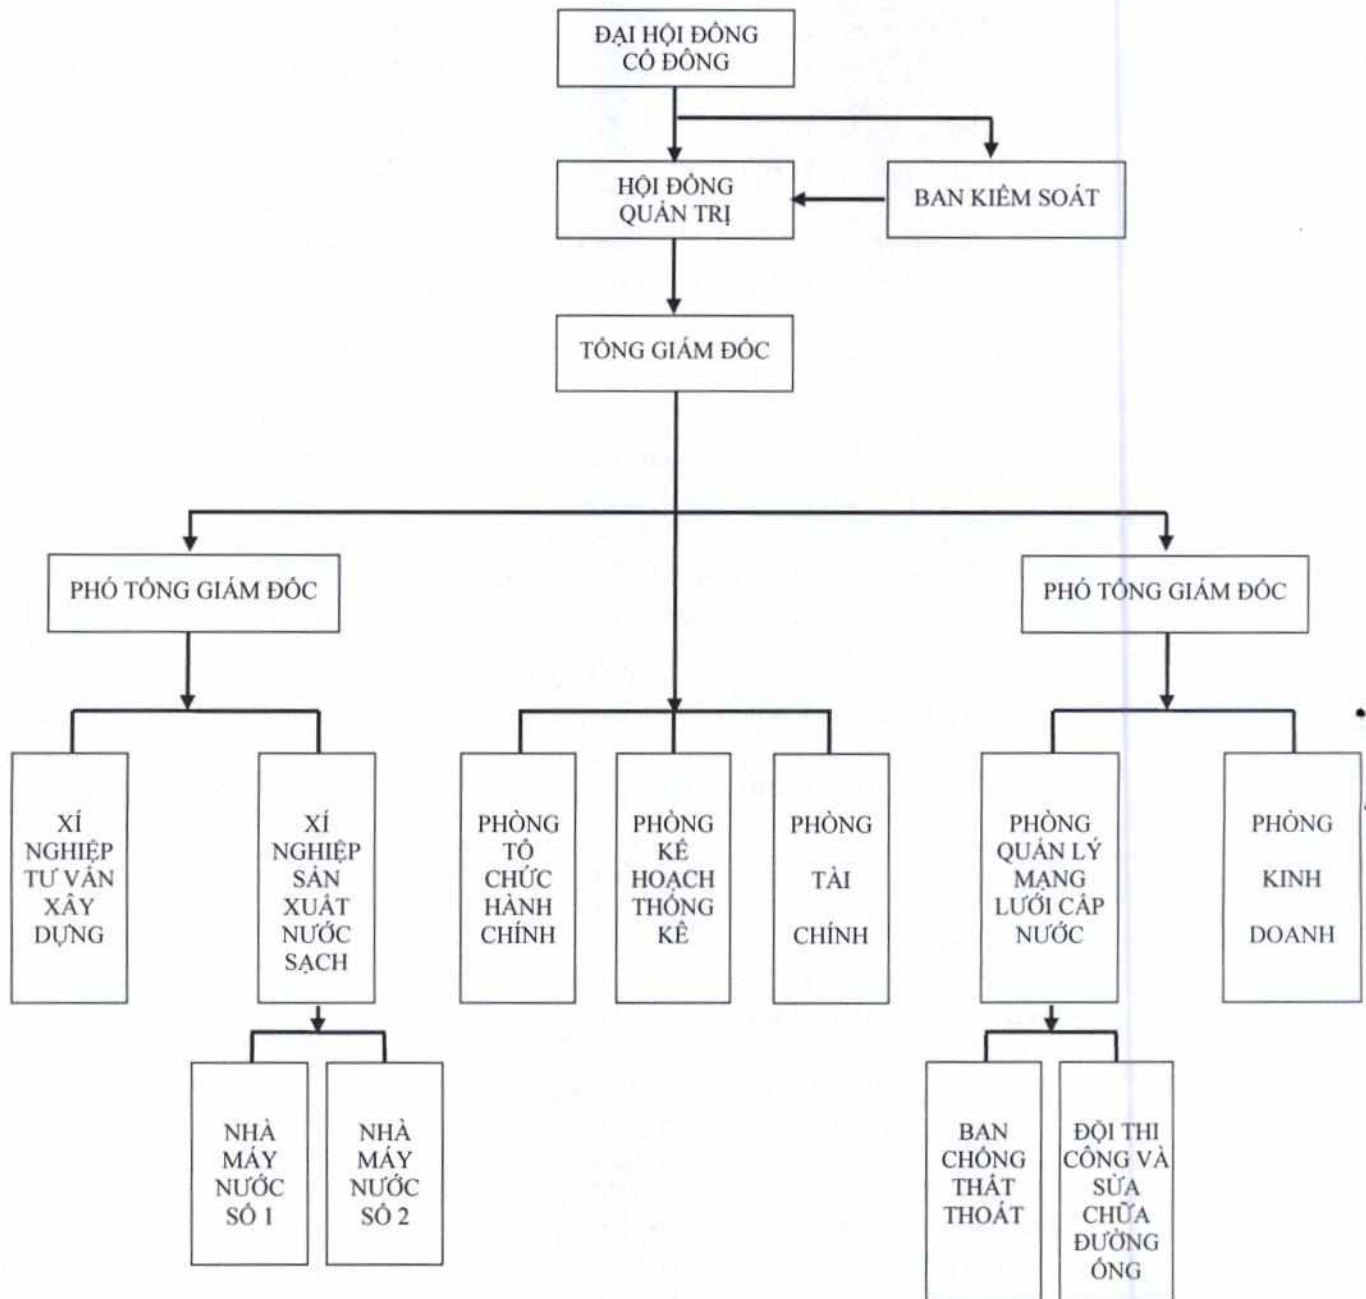 ĐẠI HỘI ĐỒNG
CỔ ĐÔNG
HỘI ĐỒNG
QUẢN TRỊ
BAN KIỂM SOÁT
TỔNG GIÁM ĐỐC
PHÓ TỔNG GIÁM ĐỐC
PHÓ TỔNG GIÁM ĐỐC
XÍ
NGHIỆP
TƯ VẤN
XÂY
DỰNG
XÍ
NGHIỆP
SẢN
XUẤT
NƯỚC
SẠCH
PHÒNG
TỔ
CHỨC
HÀNH
CHÍNH
PHÒNG
KẾ
HOẠCH
THỐNG
KÊ
PHÒNG
TÀI
CHÍNH
PHÒNG
QUẢN LÝ
MẠNG
LƯỚI CẤP
NƯỚC
PHÒNG
KINH
DOANH
NHÀ
MÁY
NƯỚC
SỐ 1
NHÀ
MÁY
NƯỚC
SỐ 2
BAN
CHỐNG
THẤT
THOÁT
ĐỘI THI
CÔNG VÀ
SỬA
CHỮA
ĐƯỜNG
ỐNG